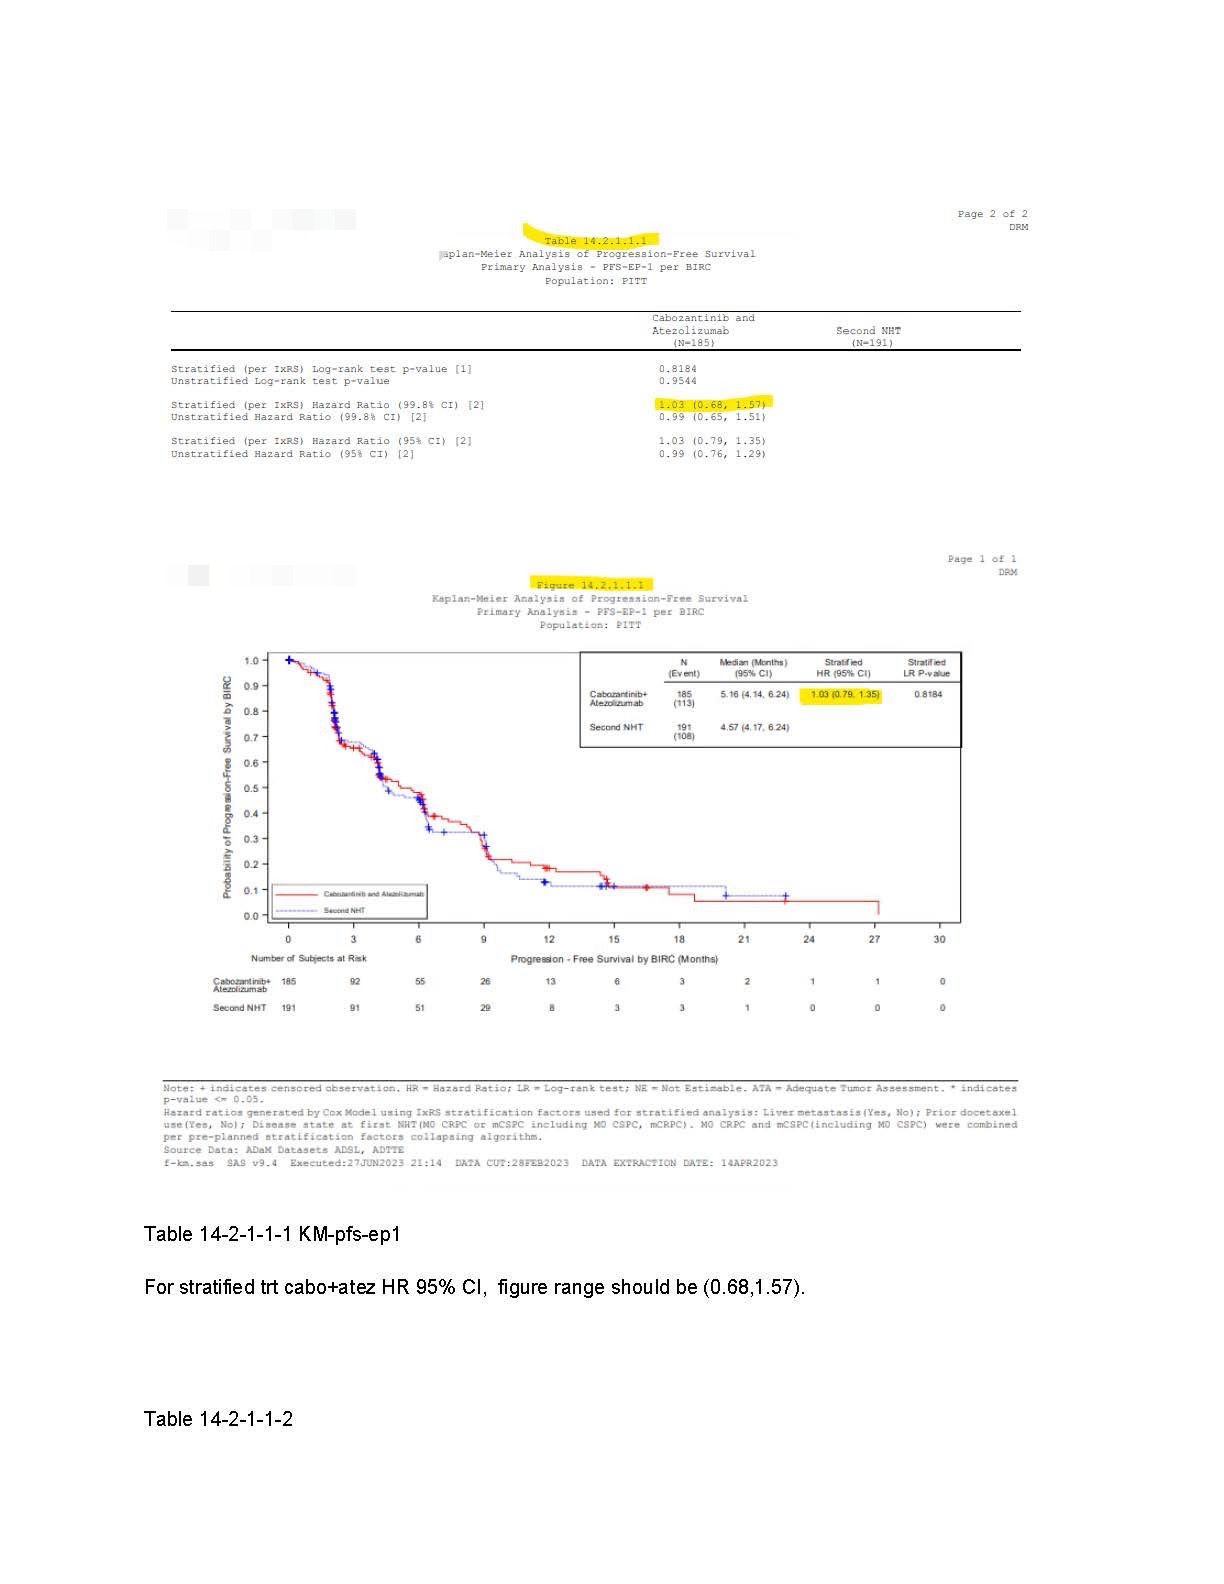 Page 2 of 2
DRM
Table 14.2.1.1.1
aplan-Meier Analysis of Progression-Free Survival
Primary Analysis - PFS-EP-1 per BIRC
Population: PITT
Cabozantinib and
Atezolizumab Second NHT
(N=185) (N=191)
Stratified (per IxRS) Log-rank test p-value [1] 0.8184
Unstratified Log-rank test p-value 0.9544
Stratified (per IxRS) Hazard Ratio (99.8% CI) [2] 1.03 (0.68, 1.57)
Unstratified Hazard Ratio (99.8% CI) [2] 0.99 (0.65, 1.51)
Stratified (per IxRS) Hazard Ratio (95% CI) [2] 1.03 (0.79, 1.35)
Unstratified Hazard Ratio (95% CI) [2] 0.99 (0.76, 1.29)
Page 1 of 1
DRM
Figure 14.2.1.1.1
Kaplan-Meier Analysis of Progression-Free Survival
Primary Analysis - PFS-EP-1 per BIRC
Population: PITT
N Median (Months) Stratified Stratified
(Event) (95% CI) HR (95% CI) LR P-value
Cabozantinib+ 185 5.16 (4.14, 6.24) 1.03 (0.79, 1.35) 0.8184
Atezolizumab (113)
Second NHT 191 4.57 (4.17, 6.24)
(108)
Probability of Progression-Free Survival by BIRC
1.0
0.9
0.8
0.7
0.6
0.5
0.4
0.3
0.2
0.1
0.0
Cabozantinib and Atezolizumab
Second NHT
0 3 6 9 12 15 18 21 24 27 30
Number of Subjects at Risk Progression - Free Survival by BIRC (Months)
Cabozantinib+ 185 92 55 26 13 6 3 2 1 1 0
Atezolizumab
Second NHT 191 91 51 29 8 3 3 1 0 0 0
Note: + indicates censored observation. HR = Hazard Ratio; LR = Log-rank test; NE = Not Estimable. ATA = Adequate Tumor Assessment. * indicates
p-value <= 0.05.
Hazard ratios generated by Cox Model using IxRS stratification factors used for stratified analysis: Liver metastasis(Yes, No); Prior docetaxel
use(Yes, No); Disease state at first NHT(M0 CRPC or mCSPC including M0 CSPC, mCRPC). M0 CRPC and mCSPC(including M0 CSPC) were combined
per pre-planned stratification factors collapsing algorithm.
Source Data: ADaM Datasets ADSL, ADTTE
f-km.sas SAS v9.4 Executed:27JUN2023 21:14 DATA CUT:28FEB2023 DATA EXTRACTION DATE: 14APR2023
Table 14-2-1-1-1 KM-pfs-ep1
For stratified trt cabo+atez HR 95% CI, figure range should be (0.68,1.57).
Table 14-2-1-1-2